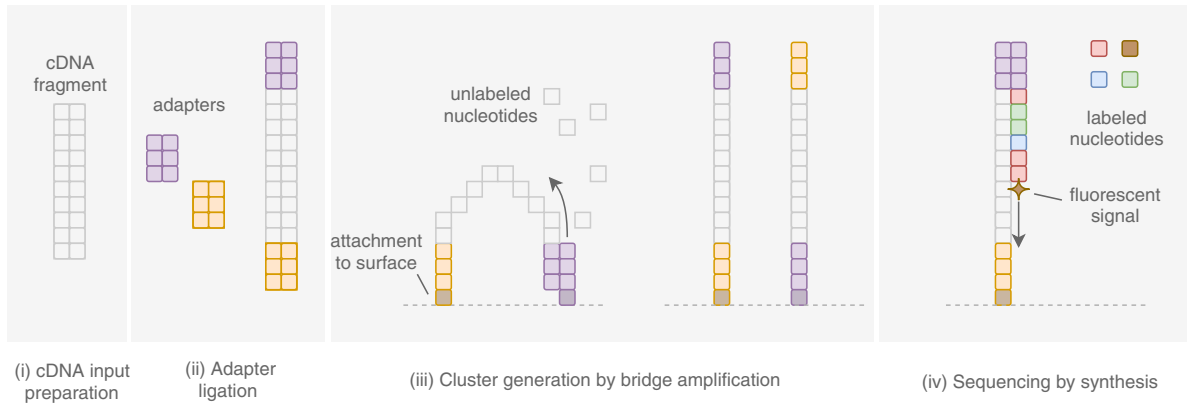 cDNA
fragment
adapters
unlabeled
nucleotides
attachment
to surface
labeled
nucleotides
fluorescent
signal
(i) cDNA input
preparation
(ii) Adapter
ligation
(iii) Cluster generation by bridge amplification
(iv) Sequencing by synthesis